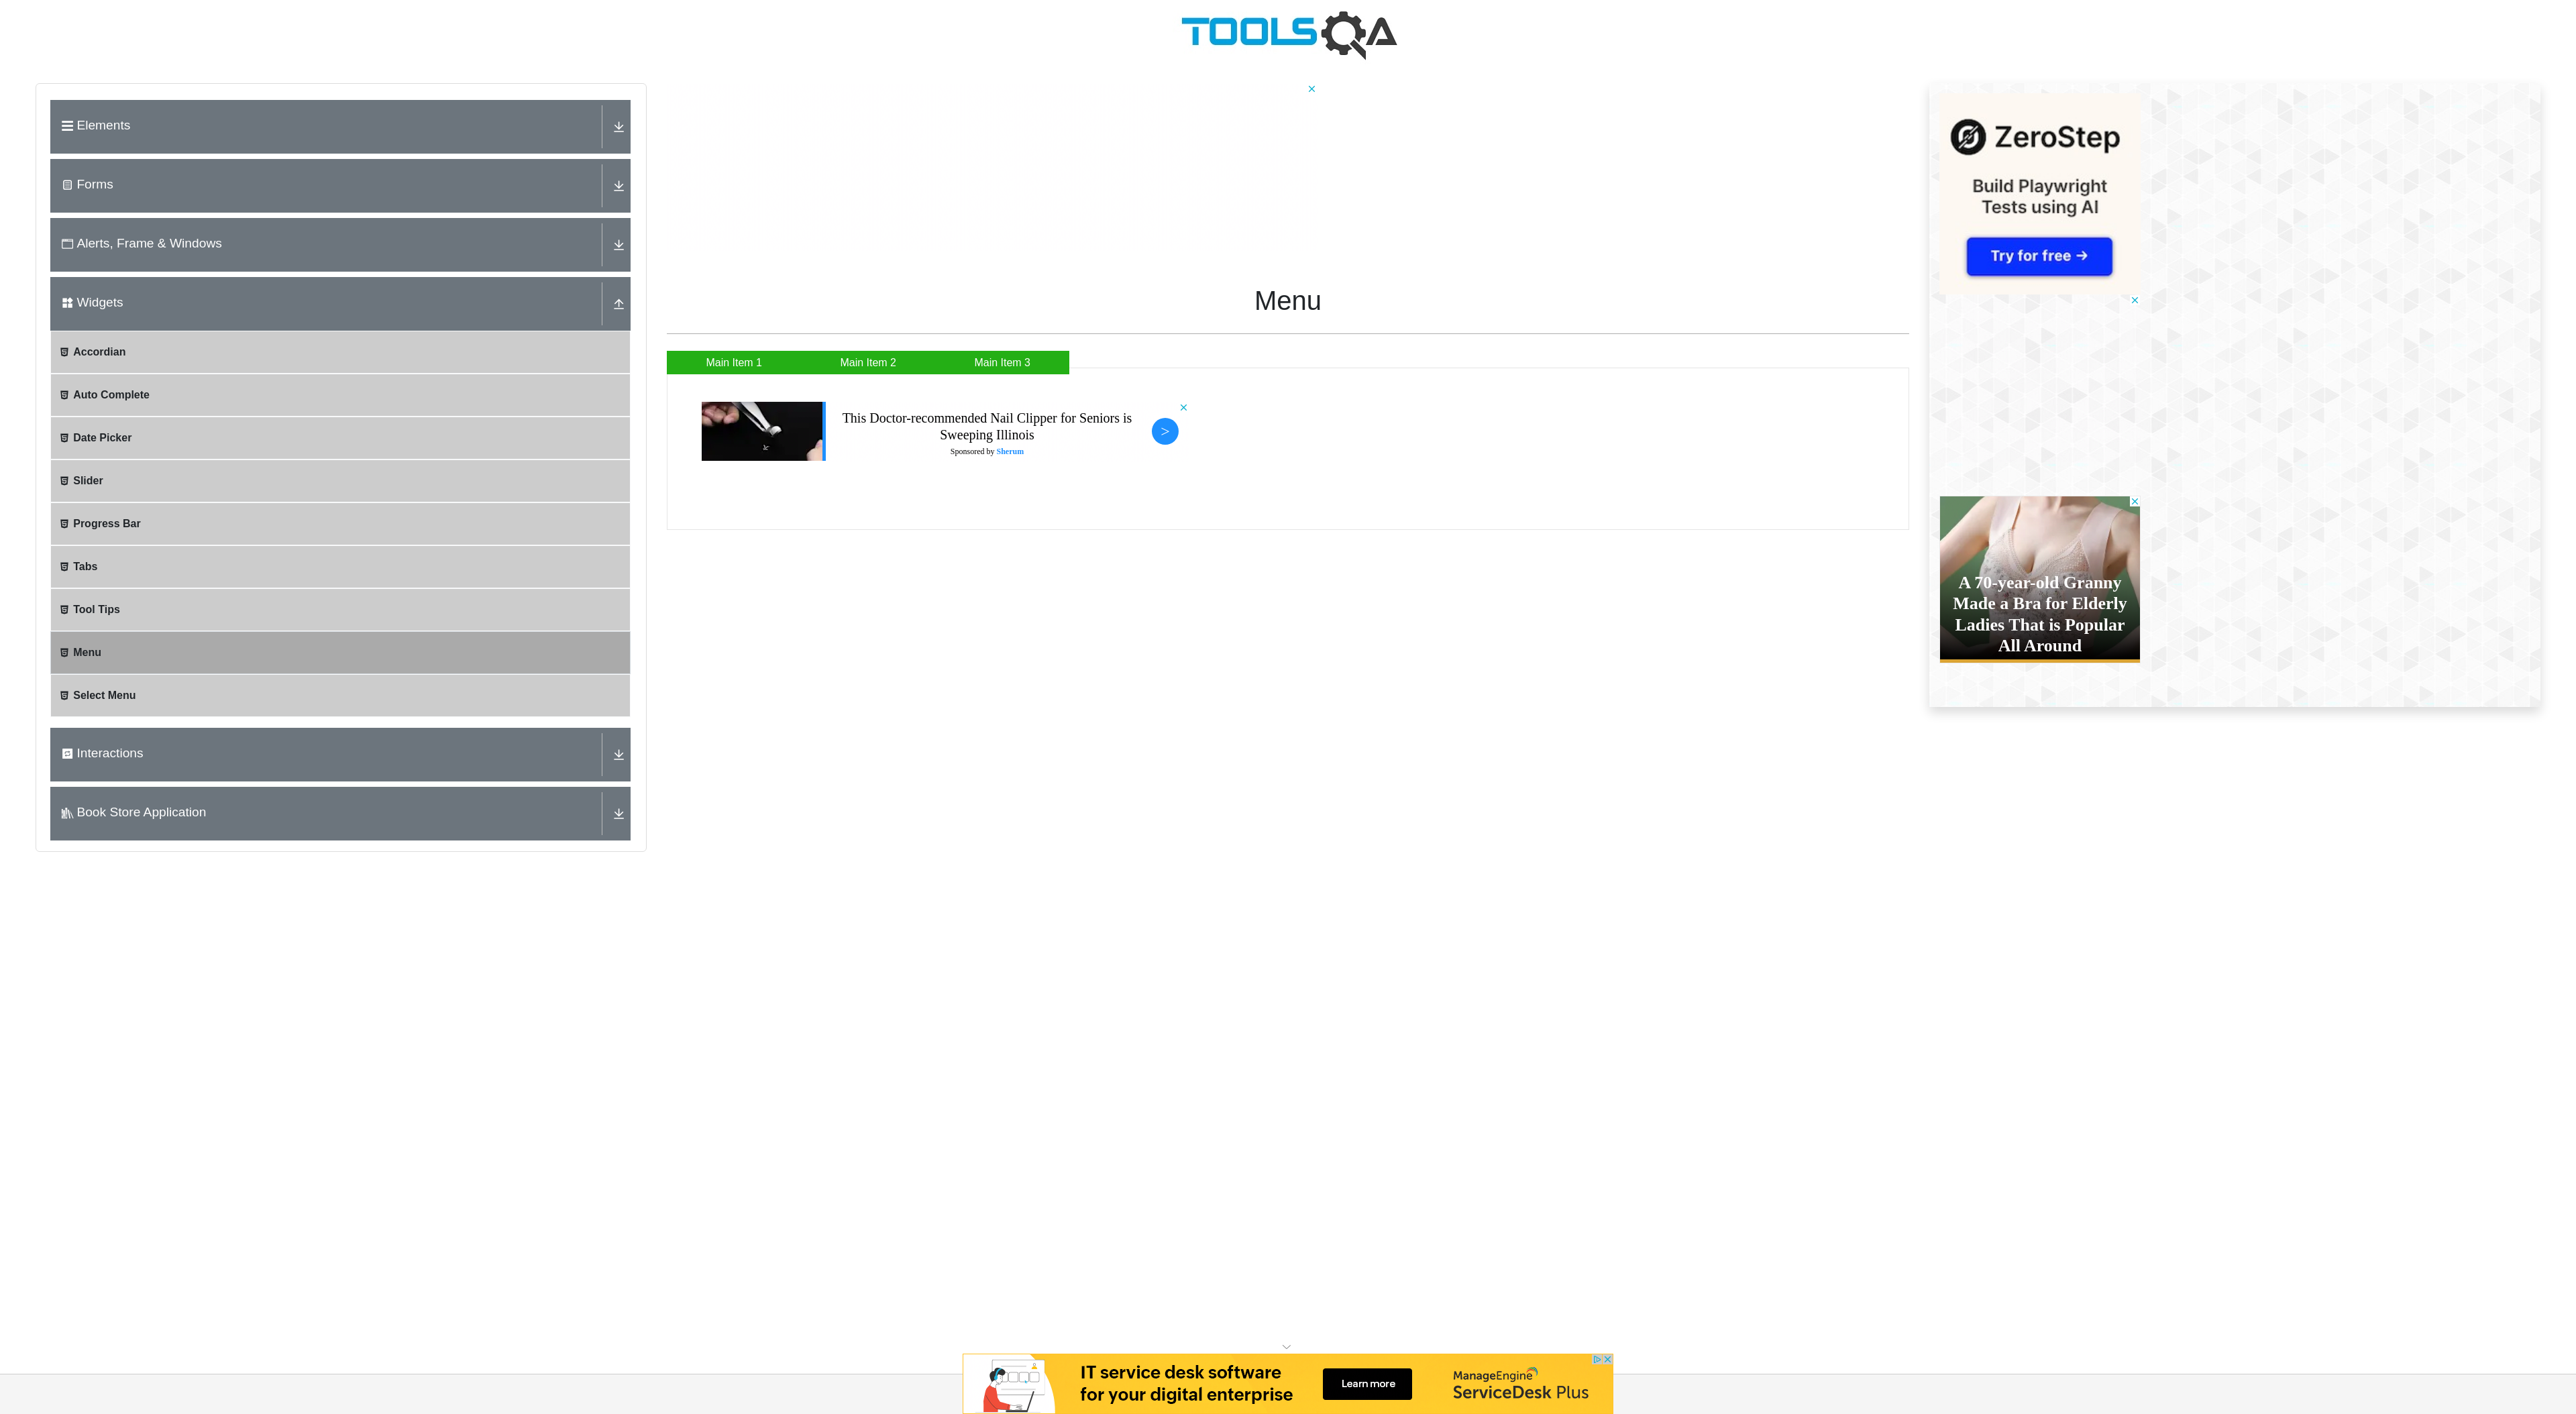 TOOLSQA
Elements
Forms
Alerts, Frame & Windows
Widgets
Accordian
Auto Complete
Date Picker
Slider
Progress Bar
Tabs
Tool Tips
Menu
Select Menu
Interactions
Book Store Application
Menu
Main Item 1
Main Item 2
Main Item 3
This Doctor-recommended Nail Clipper for Seniors is
Sweeping Illinois
Sponsored by Sherum
>
ZeroStep
Build Playwright
Tests using AI
Try for free →
A 70-year-old Granny
Made a Bra for Elderly
Ladies That is Popular
All Around
IT service desk software
for your digital enterprise
Learn more
ManageEngine
ServiceDesk Plus